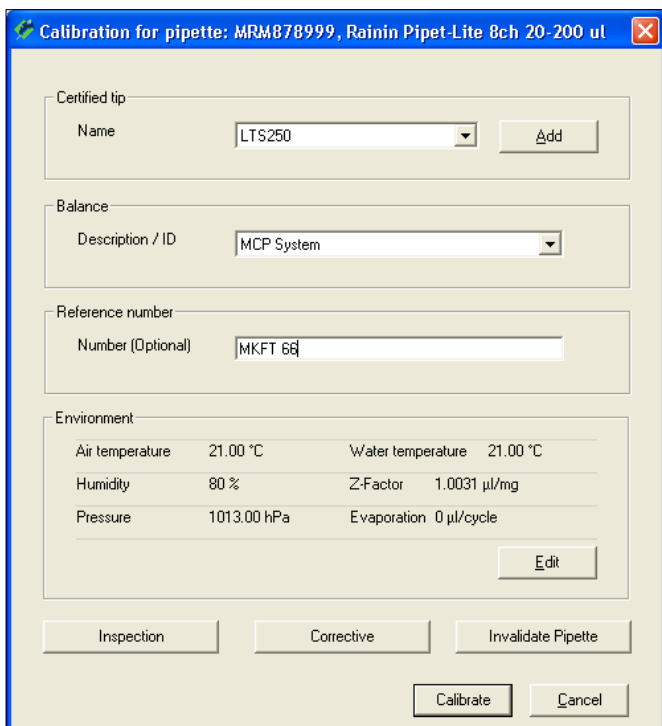 Calibration for pipette: MRM878999, Rainin Pipet-Lite 8ch 20-200 ul
Certified tip
Name LTS250 Add
Balance
Description / ID MCP System
Reference number
Number (Optional) MKFT 66
Environment
Air temperature 21.00 °C Water temperature 21.00 °C
Humidity 80 % Z-Factor 1.0031 µl/mg
Pressure 1013.00 hPa Evaporation 0 µl/cycle
Edit
Inspection Corrective Invalidate Pipette
Calibrate Cancel